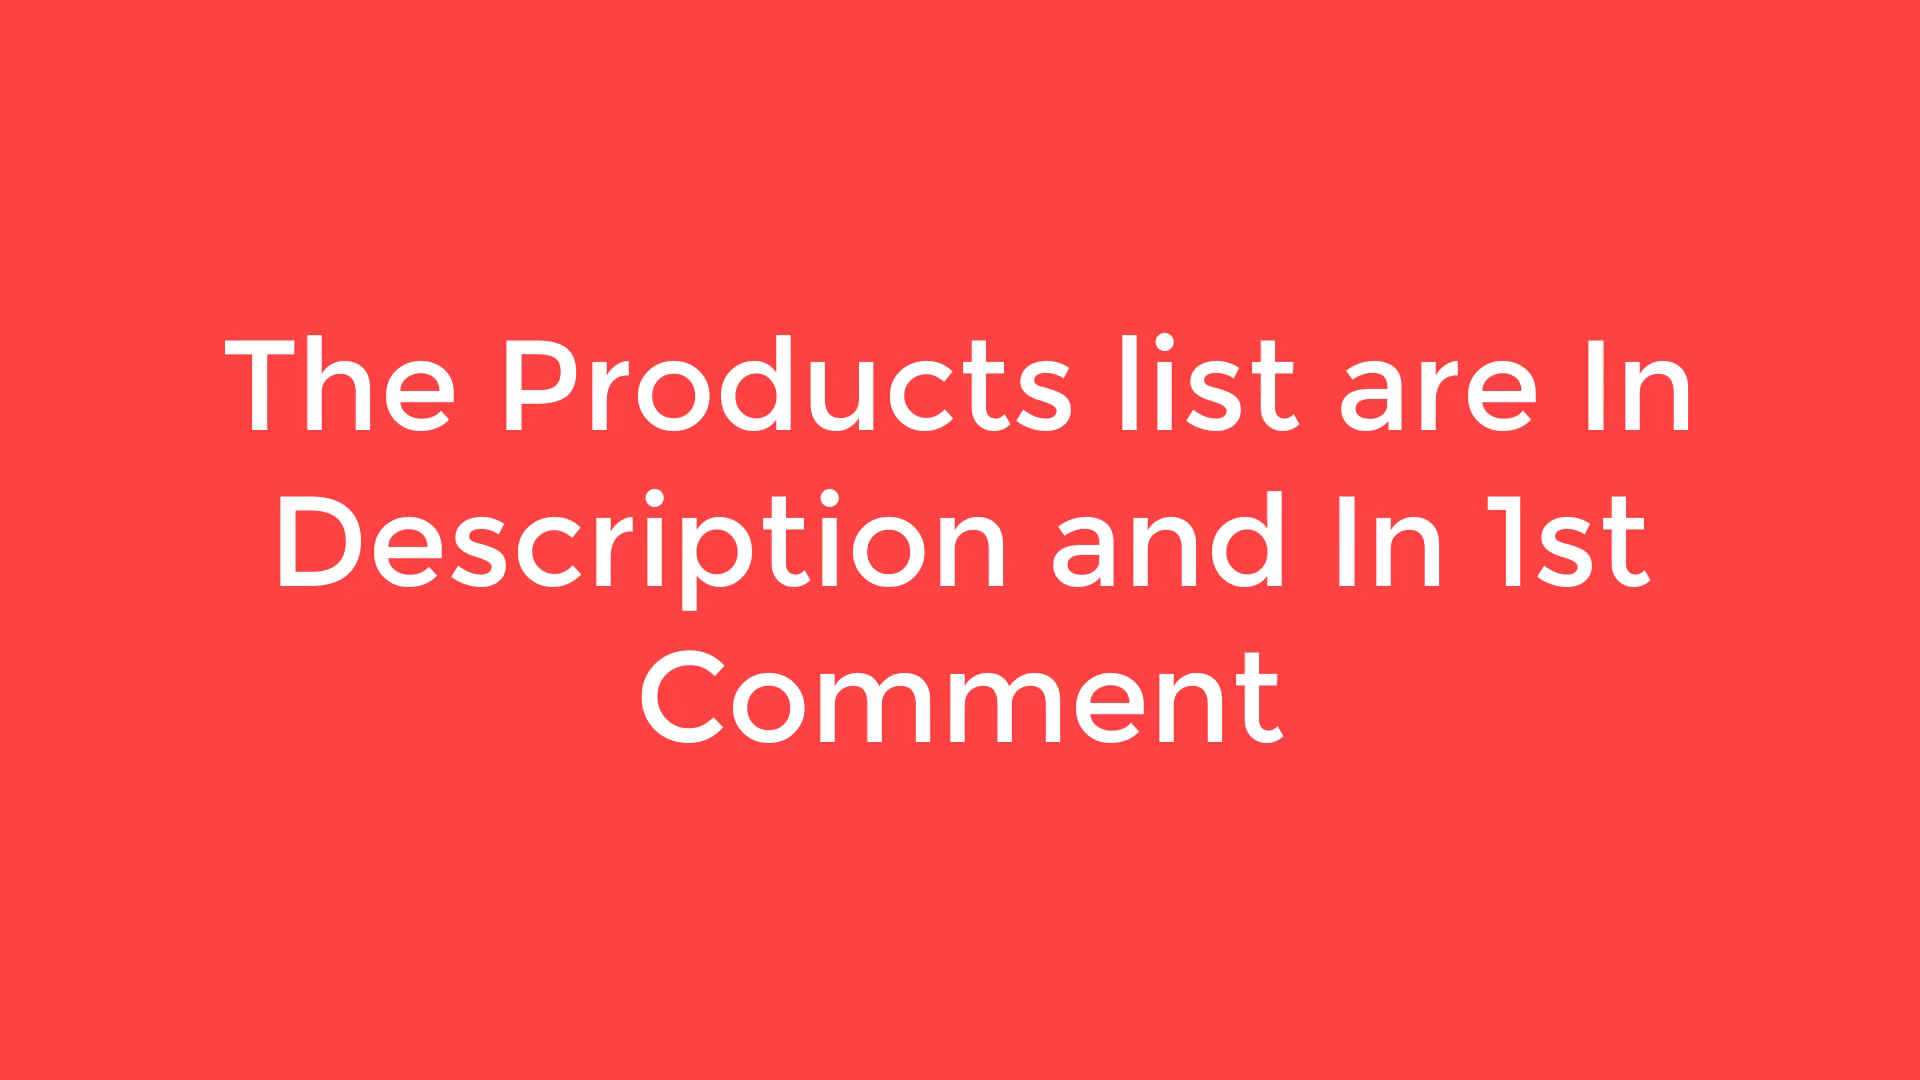 The Products list are In
Description and In 1st
Comment